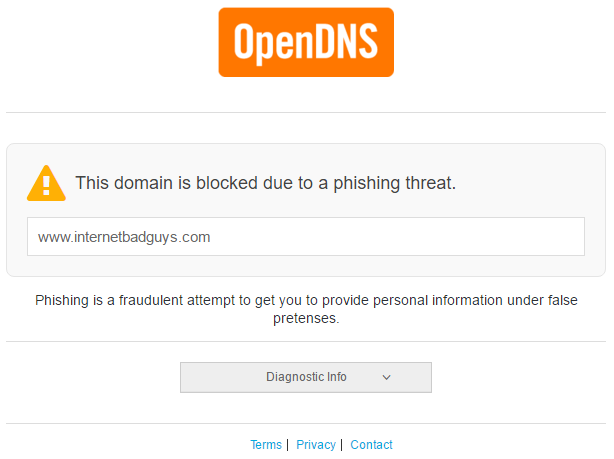 OpenDNS
This domain is blocked due to a phishing threat.
www.internetbadguys.com
Phishing is a fraudulent attempt to get you to provide personal information under false
pretenses.
Diagnostic Info
Terms | Privacy | Contact